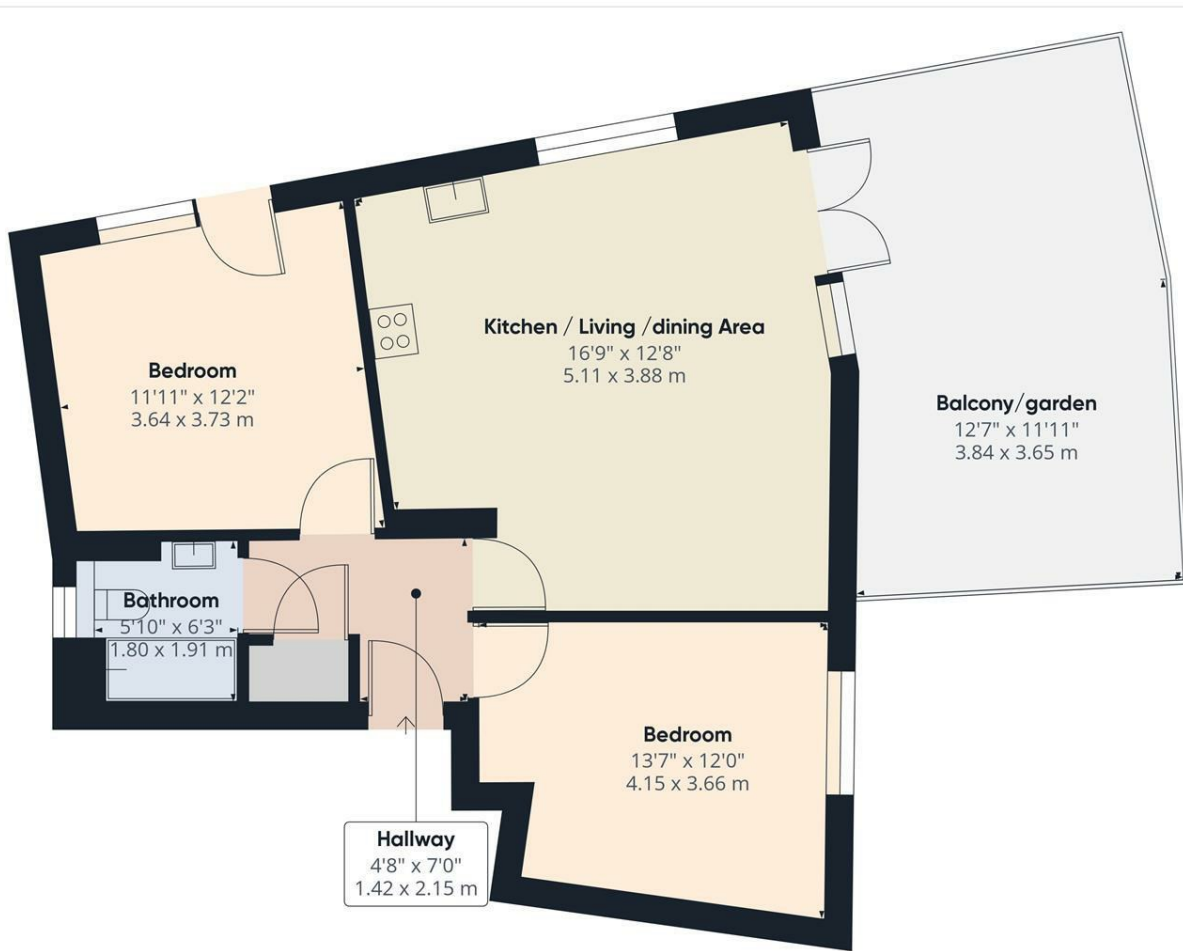 Kitchen / Living /dining Area
16'9" x 12'8"
5.11 x 3.88 m
Bedroom
11'11" x 12'2"
3.64 x 3.73 m
Balcony/garden
12'7" x 11'11"
3.84 x 3.65 m
Bathroom
5'10" x 6'3"
1.80 x 1.91 m
Bedroom
13'7" x 12'0"
4.15 x 3.66 m
Hallway
4'8" x 7'0"
1.42 x 2.15 m